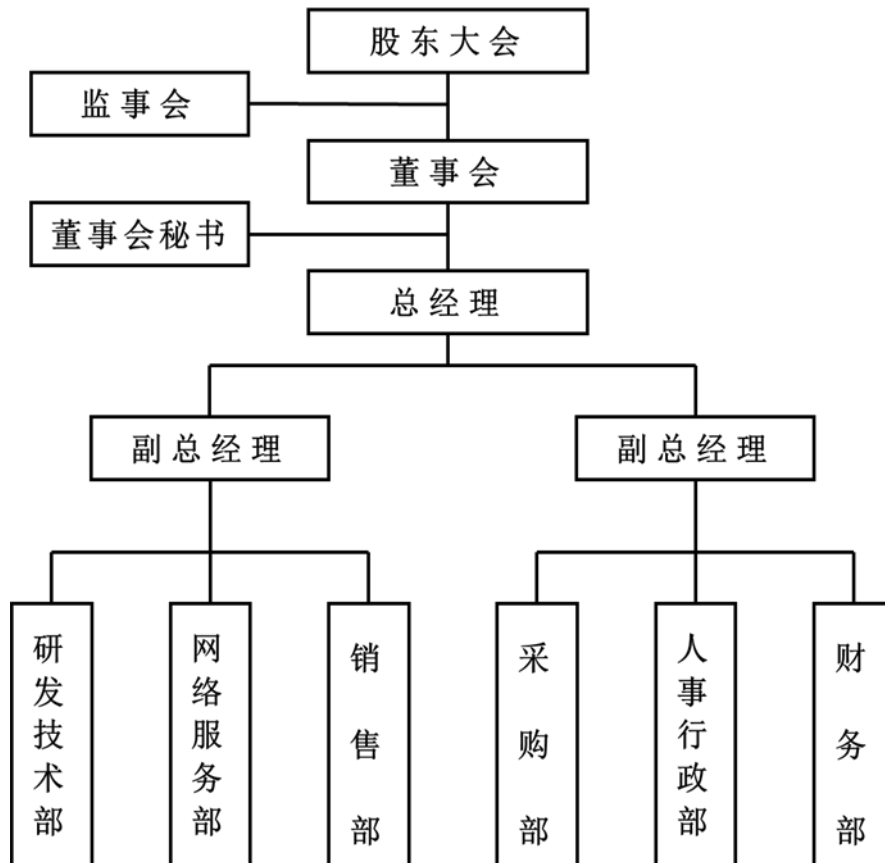 股东大会
监事会
董事会
董事会秘书
总经理
副总经理
副总经理
研发技术部
网络服务部
销售部
采购部
人事行政部
财务部